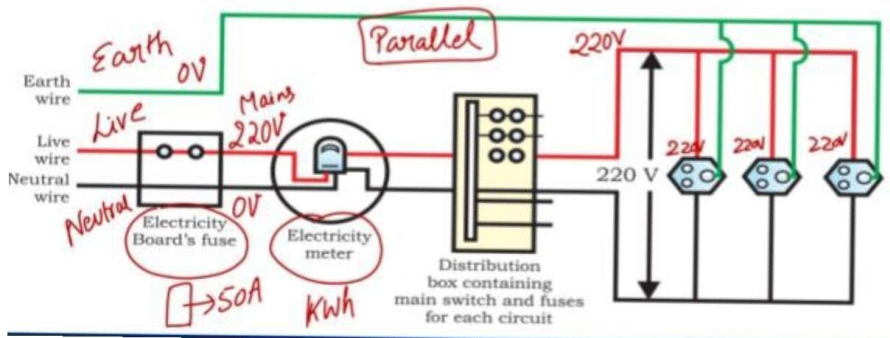 Earth
0V
Parallel
220V
Earth
wire
Live
Mains
220V
Live
wire
Neutral
wire
Neutral
0V
220V
220V
220V
220 V
Electricity
Board's fuse
Electricity
meter
Distribution
box containing
main switch and fuses
for each circuit
→50A
KWh